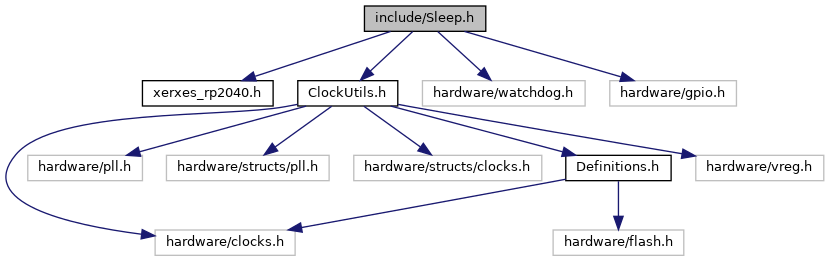 include/Sleep.h
xerxes_rp2040.h
ClockUtils.h
hardware/watchdog.h
hardware/gpio.h
hardware/pll.h
hardware/structs/pll.h
hardware/structs/clocks.h
Definitions.h
hardware/vreg.h
hardware/clocks.h
hardware/flash.h